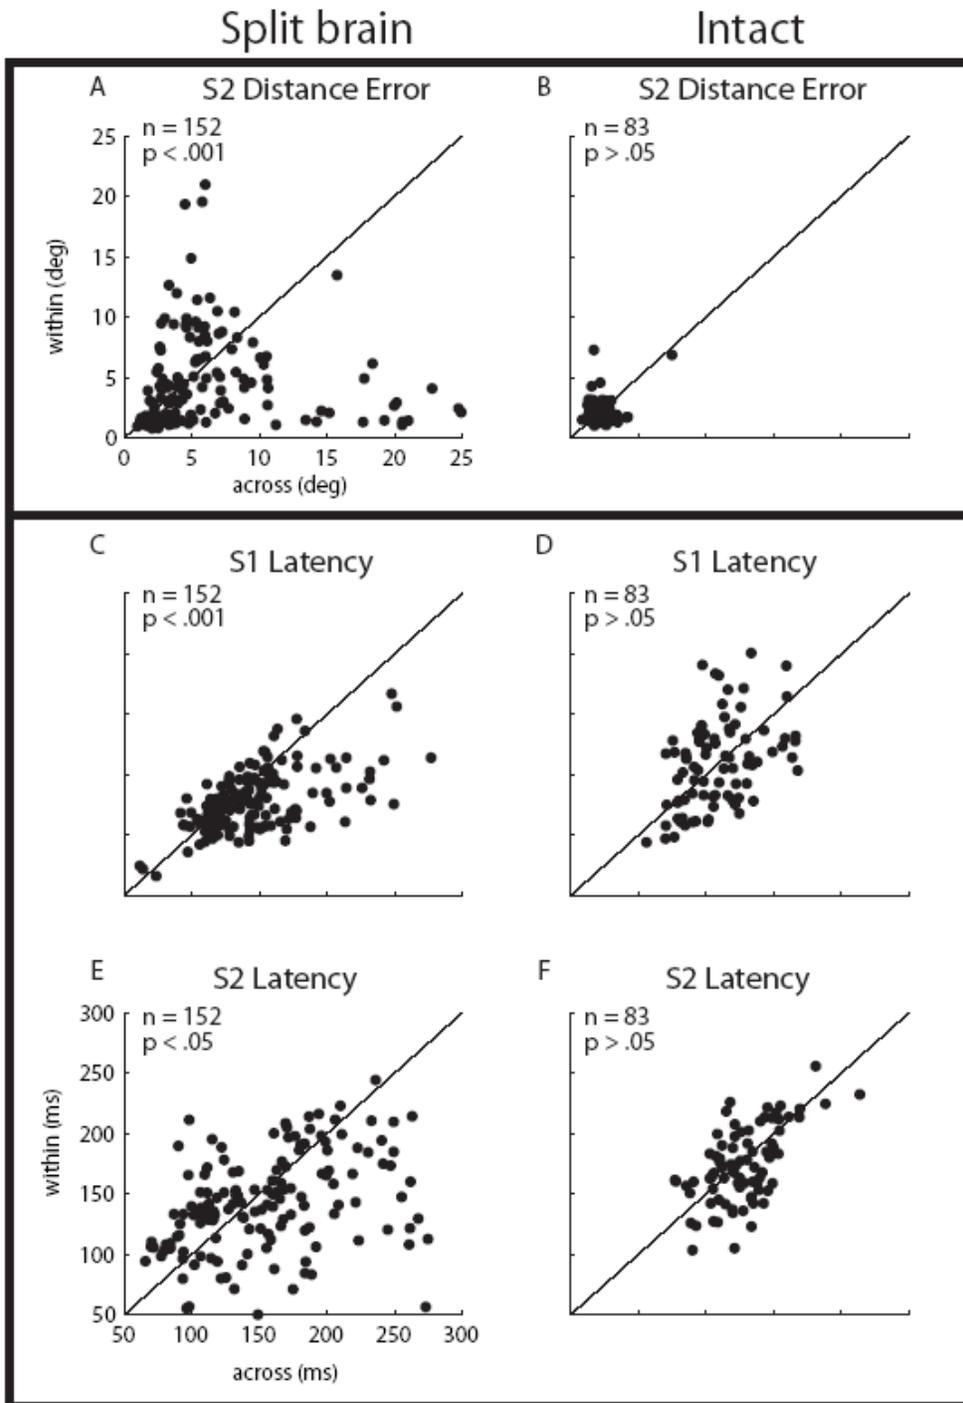 Split brain
Intact
A
S2 Distance Error
n = 152
p < .001
25
20
15
10
5
0
within (deg)
0 5 10 15 20 25
across (deg)
B
S2 Distance Error
n = 83
p > .05
C
S1 Latency
n = 152
p < .001
D
S1 Latency
n = 83
p > .05
E
S2 Latency
n = 152
p < .05
300
250
200
150
100
50
within (ms)
50 100 150 200 250 300
across (ms)
F
S2 Latency
n = 83
p > .05